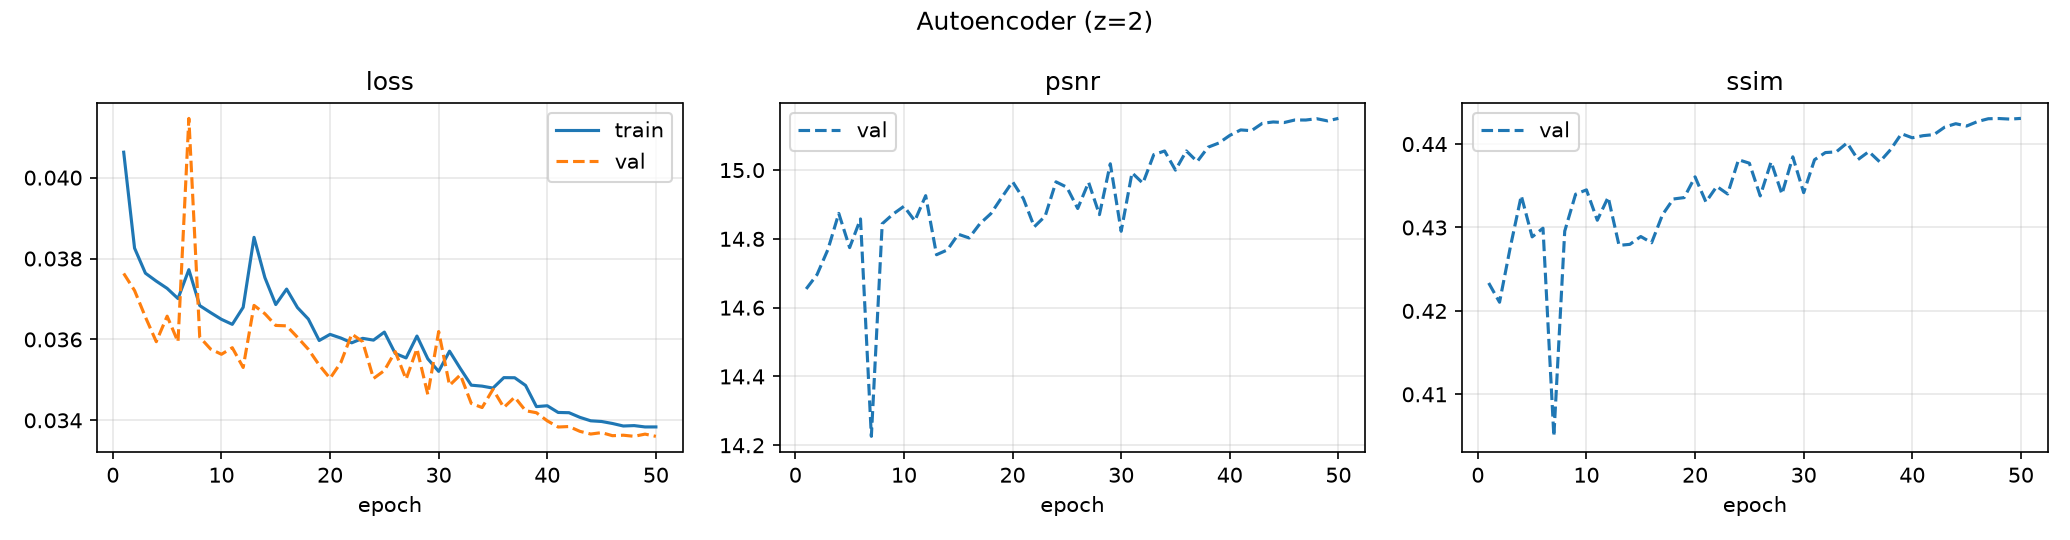 Autoencoder (z=2)
loss
train
val
0.040
0.038
0.036
0.034
0 10 20 30 40 50
epoch
psnr
val
15.0
14.8
14.6
14.4
14.2
0 10 20 30 40 50
epoch
ssim
val
0.44
0.43
0.42
0.41
0 10 20 30 40 50
epoch